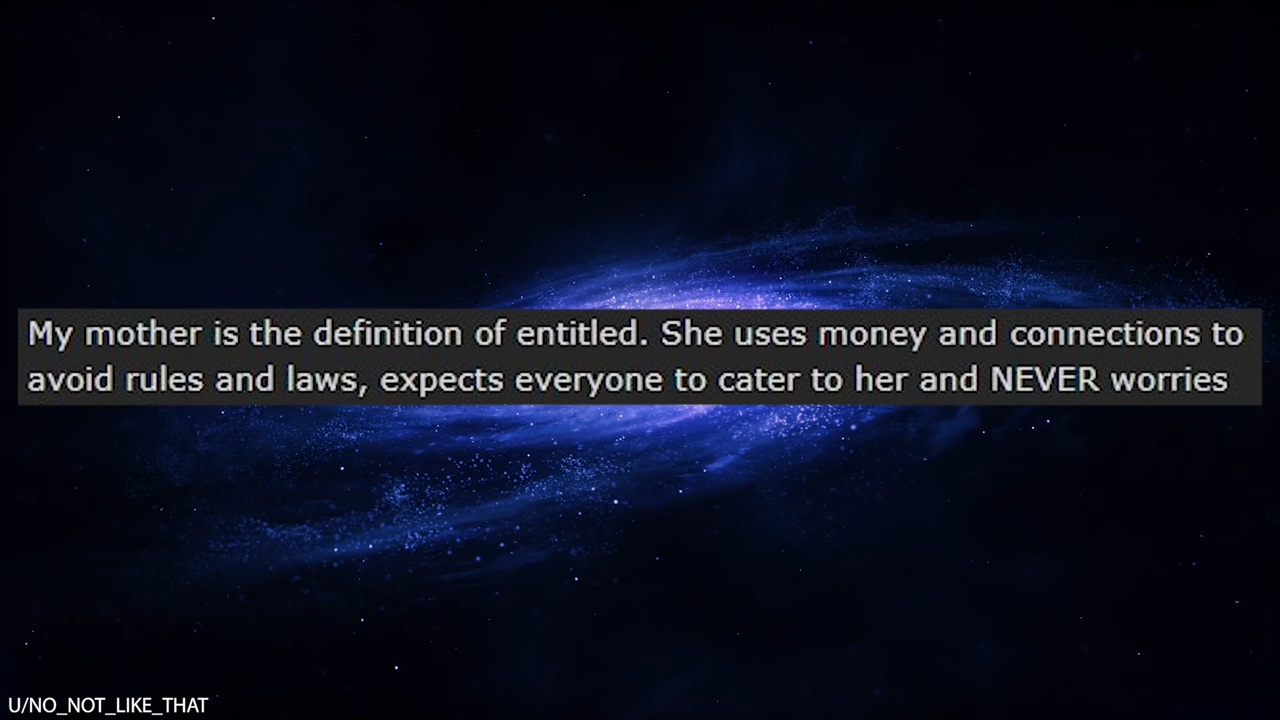 My mother is the definition of entitled. She uses money and connections to
avoid rules and laws, expects everyone to cater to her and NEVER worries
U/NO_NOT_LIKE_THAT